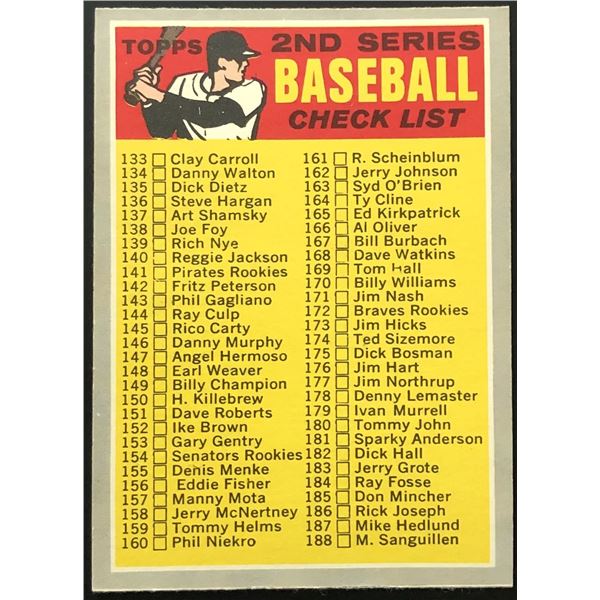 TOPPS
2ND SERIES
BASEBALL
CHECK LIST
133 Clay Carroll
134 Danny Walton
135 Dick Dietz
136 Steve Hargan
137 Art Shamsky
138 Joe Foy
139 Rich Nye
140 Reggie Jackson
141 Pirates Rookies
142 Fritz Peterson
143 Phil Gagliano
144 Ray Culp
145 Rico Carty
146 Danny Murphy
147 Angel Hermoso
148 Earl Weaver
149 Billy Champion
150 H. Killebrew
151 Dave Roberts
152 Ike Brown
153 Gary Gentry
154 Senators Rookies
155 Denis Menke
156 Eddie Fisher
157 Manny Mota
158 Jerry McNertney
159 Tommy Helms
160 Phil Niekro
161 R. Scheinblum
162 Jerry Johnson
163 Syd O'Brien
164 Ty Cline
165 Ed Kirkpatrick
166 Al Oliver
167 Bill Burbach
168 Dave Watkins
169 Tom Hall
170 Billy Williams
171 Jim Nash
172 Braves Rookies
173 Jim Hicks
174 Ted Sizemore
175 Dick Bosman
176 Jim Hart
177 Jim Northrup
178 Denny Lemaster
179 Ivan Murrell
180 Tommy John
181 Sparky Anderson
182 Dick Hall
183 Jerry Grote
184 Ray Fosse
185 Don Mincher
186 Rick Joseph
187 Mike Hedlund
188 M. Sanguillen